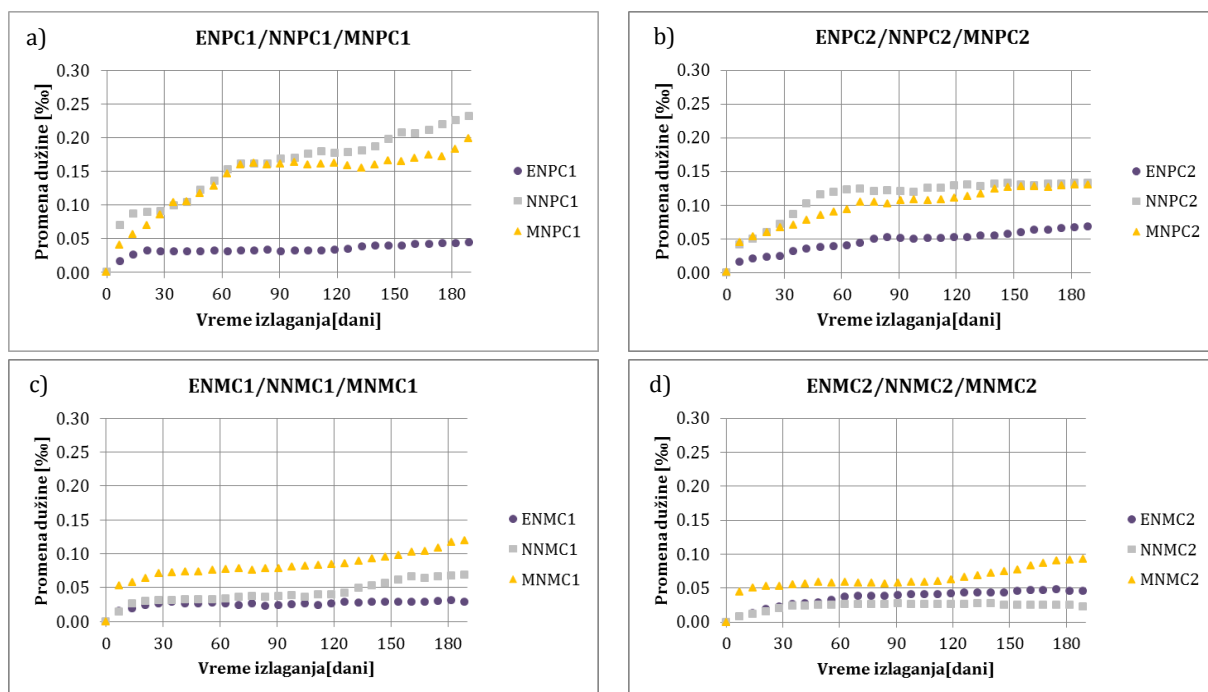 a)
ENPC1/NNPC1/MNPC1
Promena dužine [‰]
0.30
0.25
0.20
0.15
0.10
0.05
0.00
0 30 60 90 120 150 180
Vreme izlaganja[dani]
ENPC1
NNPC1
MNPC1
b)
ENPC2/NNPC2/MNPC2
Promena dužine [‰]
0.30
0.25
0.20
0.15
0.10
0.05
0.00
0 30 60 90 120 150 180
Vreme izlaganja[dani]
ENPC2
NNPC2
MNPC2
c)
ENMC1/NNMC1/MNMC1
Promena dužine [‰]
0.30
0.25
0.20
0.15
0.10
0.05
0.00
0 30 60 90 120 150 180
Vreme izlaganja[dani]
ENMC1
NNMC1
MNMC1
d)
ENMC2/NNMC2/MNMC2
Promena dužine [‰]
0.30
0.25
0.20
0.15
0.10
0.05
0.00
0 30 60 90 120 150 180
Vreme izlaganja[dani]
ENMC2
NNMC2
MNMC2